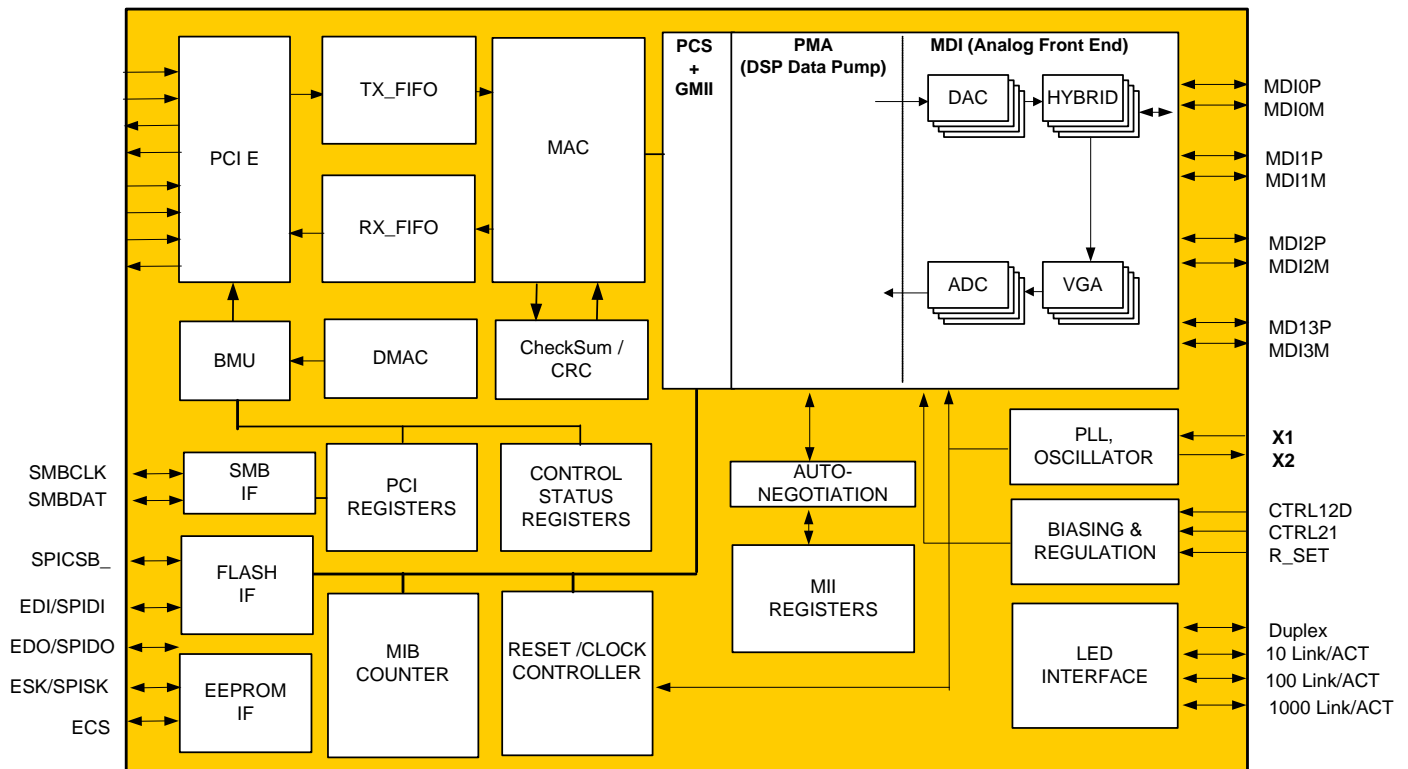 PCI E
TX_FIFO
RX_FIFO
MAC
PCS
+
GMII
PMA
(DSP Data Pump)
MDI (Analog Front End)
DAC
HYBRID
ADC
VGA
MDI0P
MDI0M
MDI1P
MDI1M
MDI2P
MDI2M
MD13P
MDI3M
BMU
DMAC
CheckSum /
CRC
SMBCLK
SMBDAT
SMB
IF
PCI
REGISTERS
CONTROL
STATUS
REGISTERS
AUTO-
NEGOTIATION
PLL,
OSCILLATOR
X1
X2
BIASING &
REGULATION
CTRL12D
CTRL21
R_SET
SPICSB_
EDI/SPIDI
EDO/SPIDO
ESK/SPISK
ECS
FLASH
IF
EEPROM
IF
MIB
COUNTER
RESET /CLOCK
CONTROLLER
MII
REGISTERS
LED
INTERFACE
Duplex
10 Link/ACT
100 Link/ACT
1000 Link/ACT